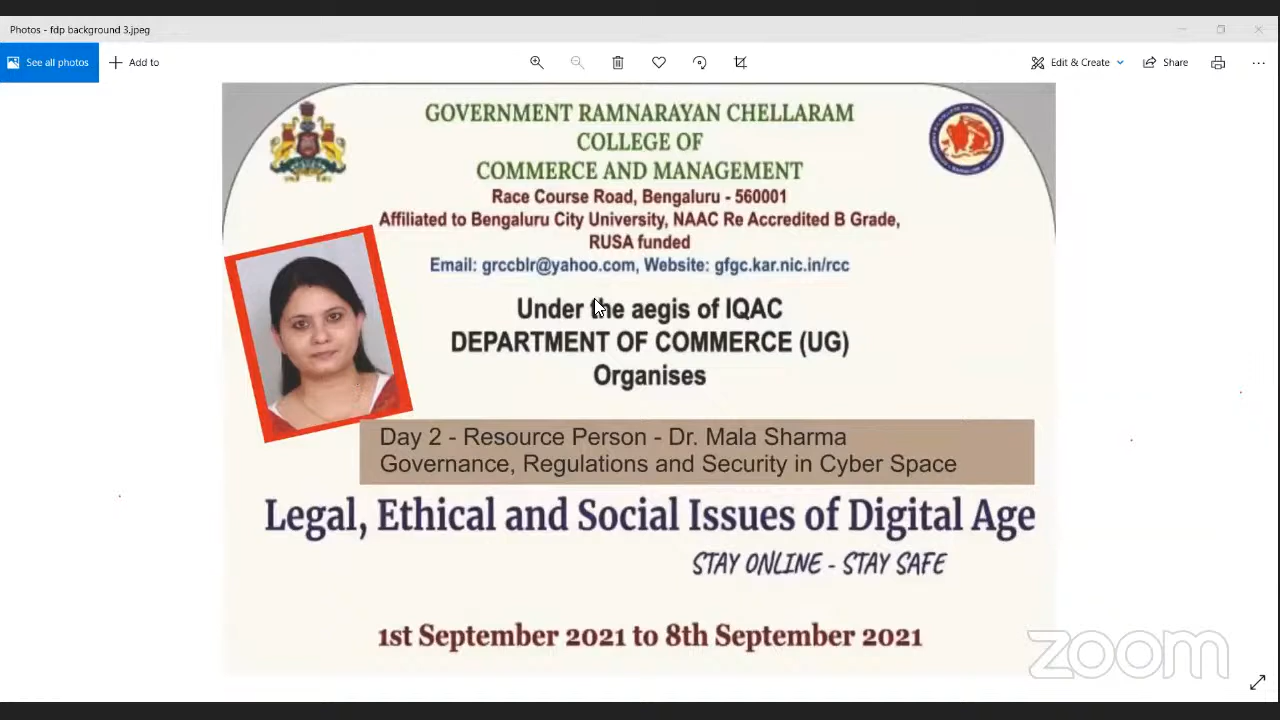 Photos - fdp background 3.jpeg
See all photos
Add to
Edit & Create
Share
GOVERNMENT RAMNARAYAN CHELLARAM
COLLEGE OF
COMMERCE AND MANAGEMENT
Race Course Road, Bengaluru - 560001
Affiliated to Bengaluru City University, NAAC Re Accredited B Grade,
RUSA funded
Email: grccblr@yahoo.com, Website: gfgc.kar.nic.in/rcc
Under the aegis of IQAC
DEPARTMENT OF COMMERCE (UG)
Organises
Day 2 - Resource Person - Dr. Mala Sharma
Governance, Regulations and Security in Cyber Space
Legal, Ethical and Social Issues of Digital Age
STAY ONLINE - STAY SAFE
1st September 2021 to 8th September 2021
zoom